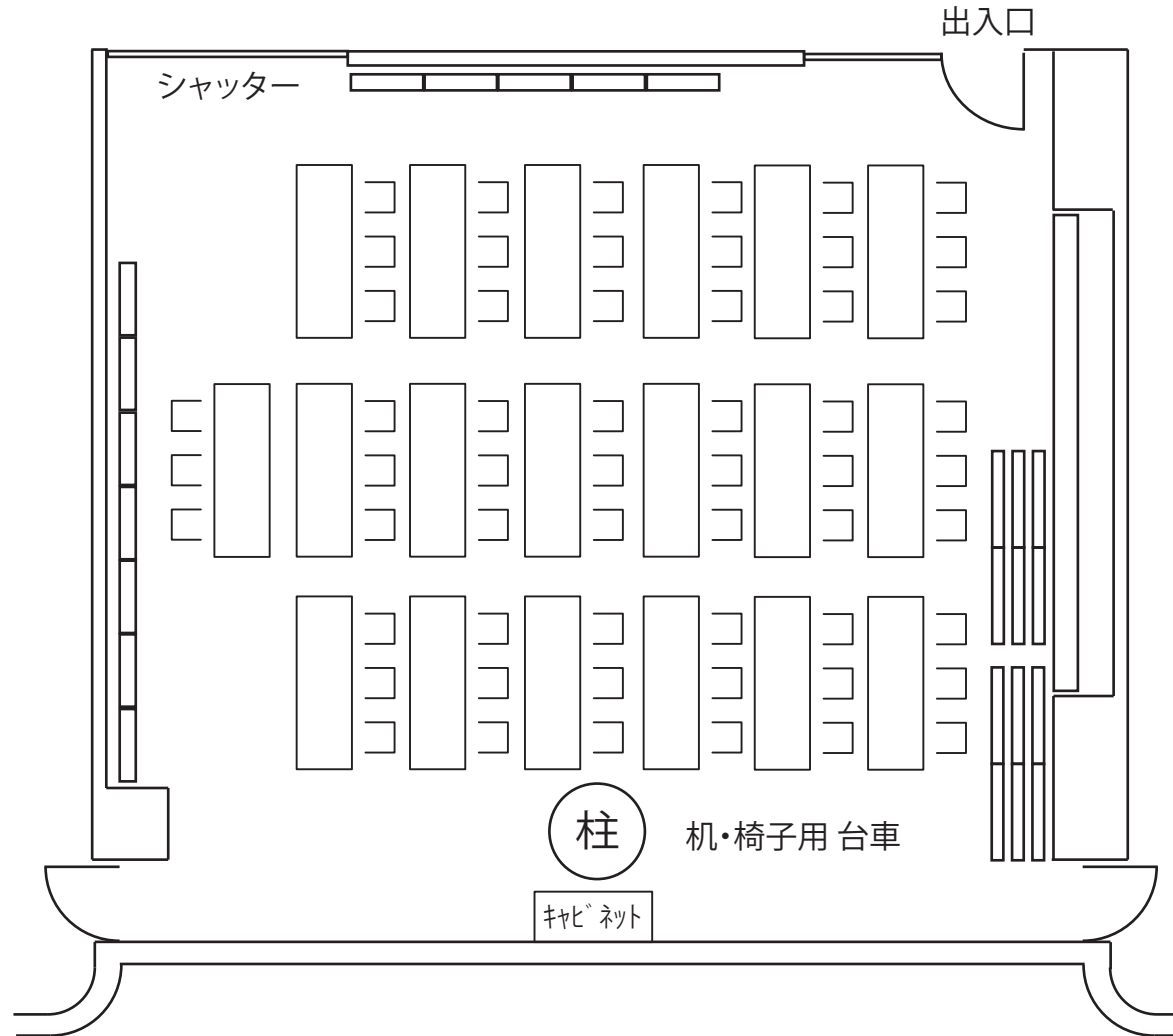 出入口
シャッター
柱
机・椅子用 台車
ｷｬﾋﾞﾈｯﾄ